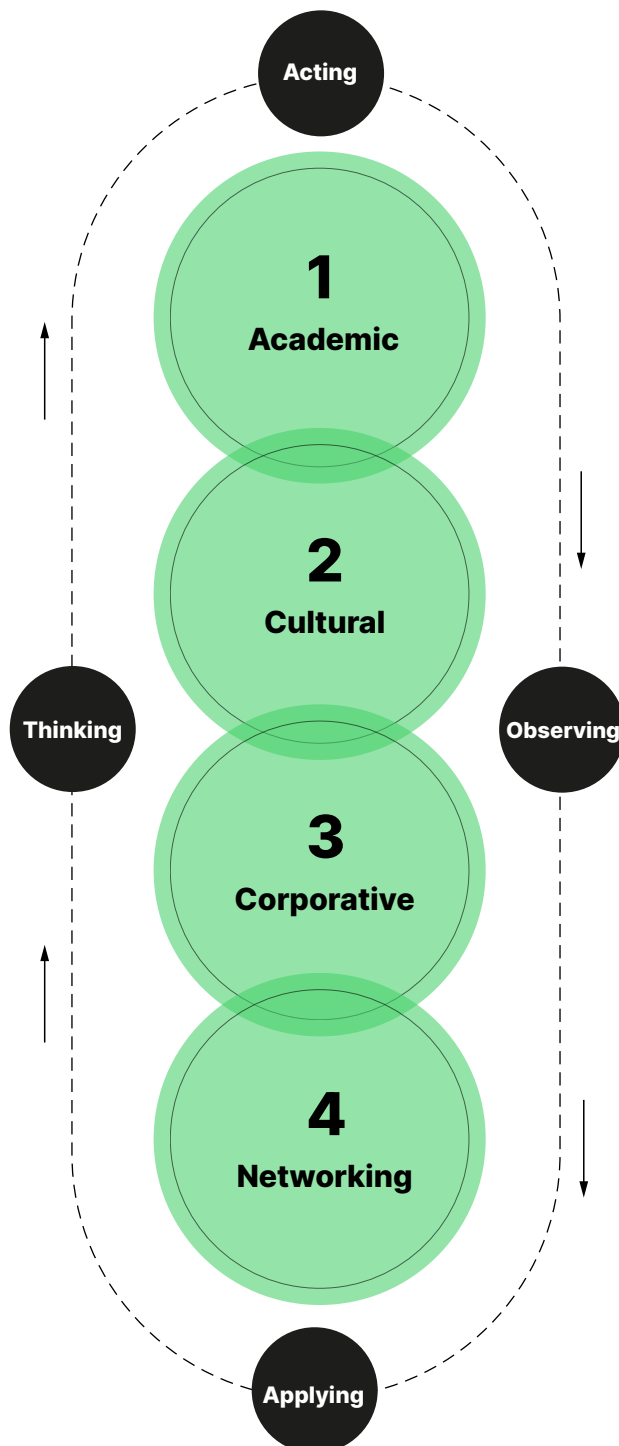 Acting
1
Academic
2
Cultural
Thinking
Observing
3
Corporative
4
Networking
Applying